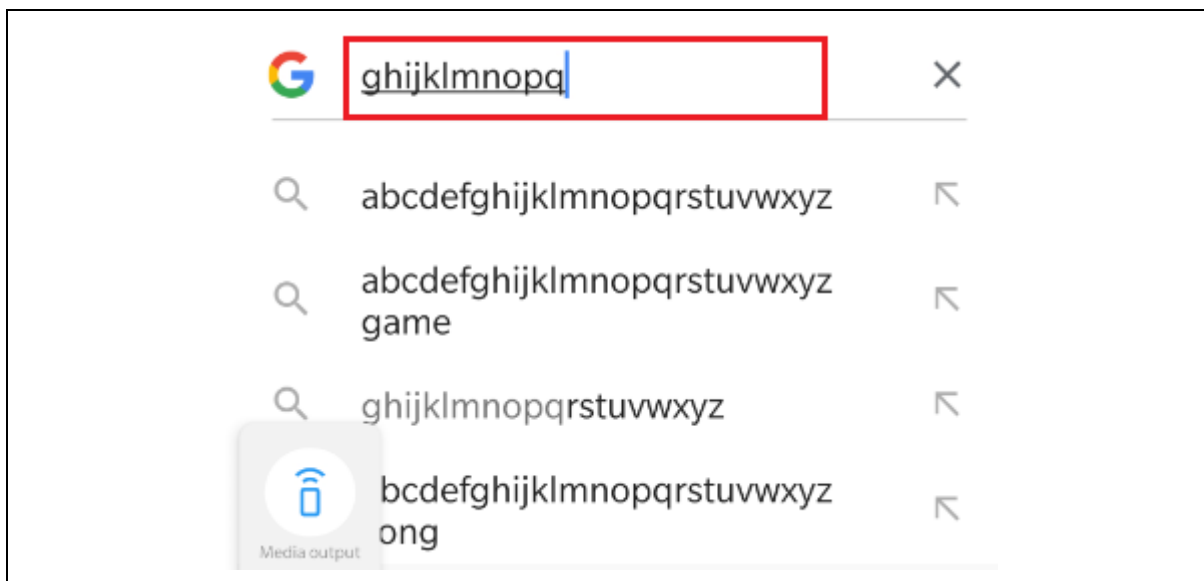 ghijklmnopq
abcdefghijklmnopqrstuvwxyz
abcdefghijklmnopqrstuvwxyz
game
ghijklmnopqrstuvwxyz
bcdefghijklmnopqrstuvwxyz
ong
Media output